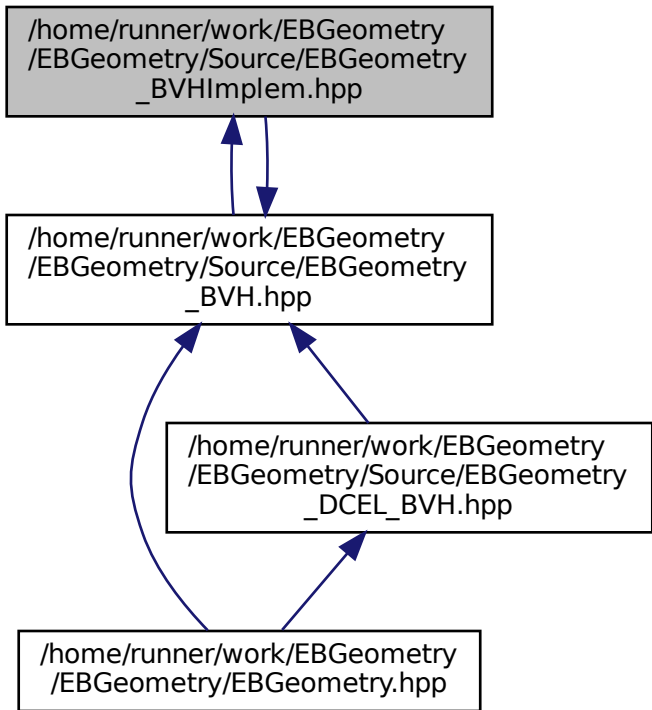 /home/runner/work/EBGeometry
/EBGeometry/Source/EBGeometry
_BVHImplem.hpp
/home/runner/work/EBGeometry
/EBGeometry/Source/EBGeometry
_BVH.hpp
/home/runner/work/EBGeometry
/EBGeometry/Source/EBGeometry
_DCEL_BVH.hpp
/home/runner/work/EBGeometry
/EBGeometry/EBGeometry.hpp